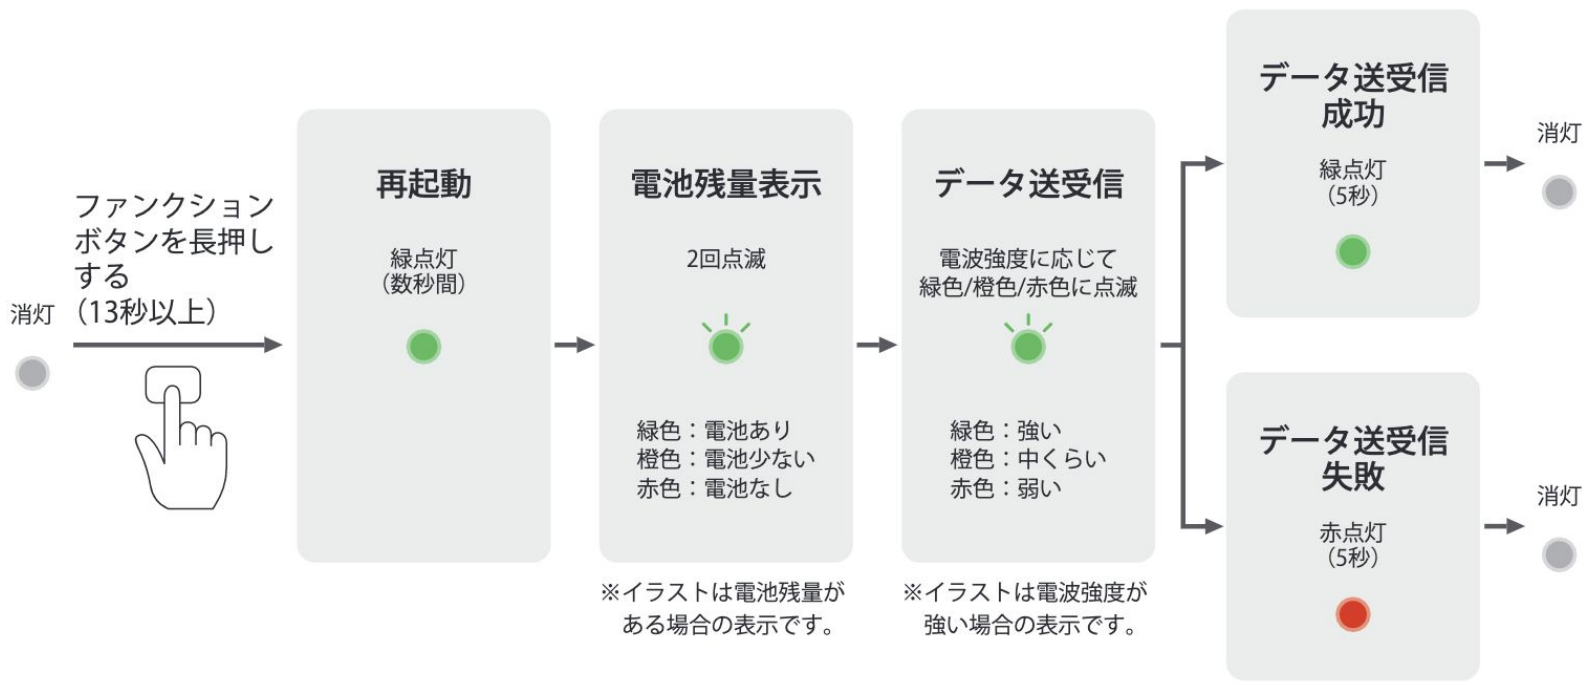 消灯
ファンクション
ボタンを長押し
する
（13秒以上）
再起動
緑点灯
（数秒間）
電池残量表示
2回点滅
緑色：電池あり
橙色：電池少ない
赤色：電池なし
※イラストは電池残量が
ある場合の表示です。
データ送受信
電波強度に応じて
緑色/橙色/赤色に点滅
緑色：強い
橙色：中くらい
赤色：弱い
※イラストは電波強度が
強い場合の表示です。
データ送受信
成功
緑点灯
（5秒）
消灯
データ送受信
失敗
赤点灯
（5秒）
消灯